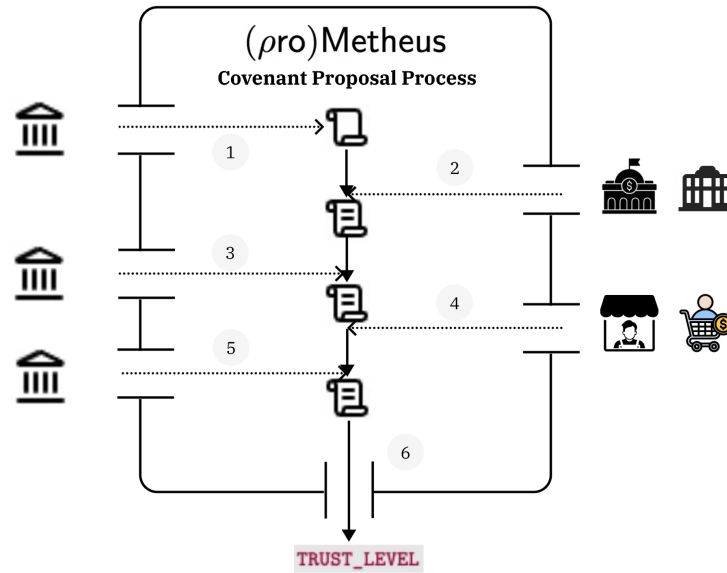 (ρro)Metheus
Covenant Proposal Process
1
2
3
4
5
6
TRUST_LEVEL